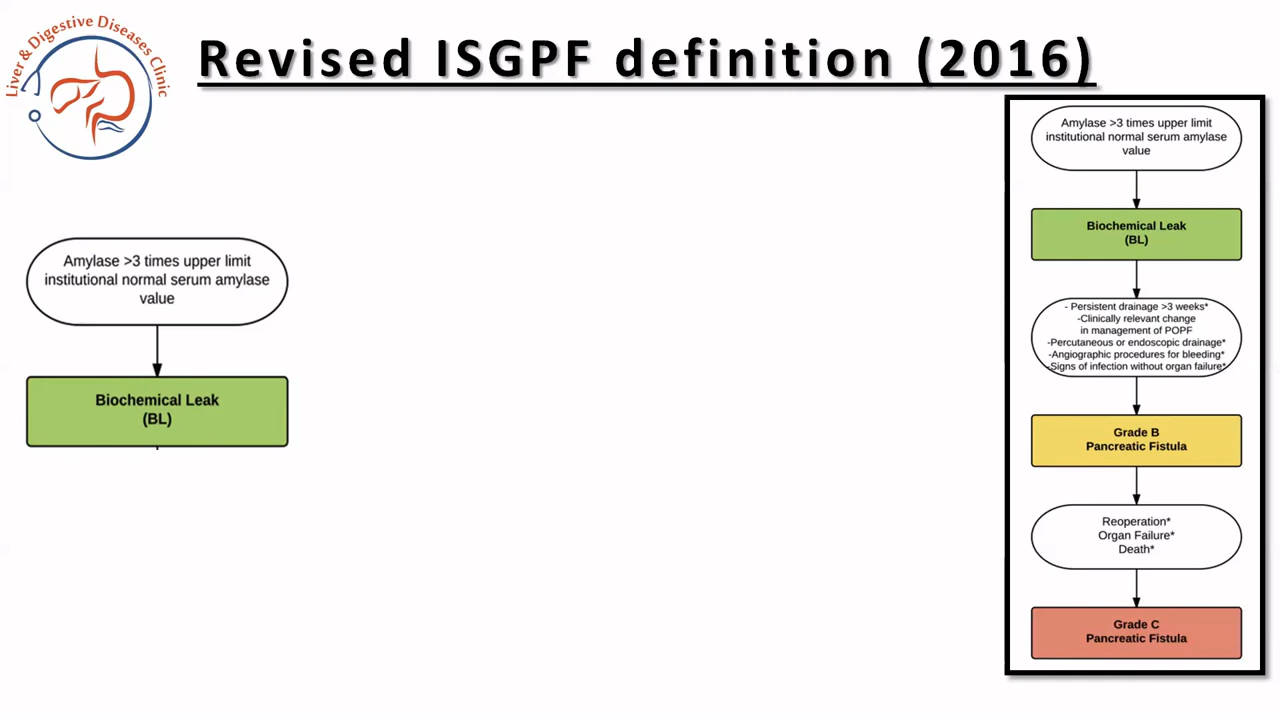 Liver & Digestive Diseases Clinic
Revised ISGPF definition (2016)
Amylase >3 times upper limit
institutional normal serum amylase
value
Biochemical Leak
(BL)
Amylase >3 times upper limit
institutional normal serum amylase
value
Biochemical Leak
(BL)
- Persistent drainage >3 weeks*
-Clinically relevant change
in management of POPF
-Percutaneous or endoscopic drainage*
-Angiographic procedures for bleeding*
-Signs of infection without organ failure*
Grade B
Pancreatic Fistula
Reoperation*
Organ Failure*
Death*
Grade C
Pancreatic Fistula